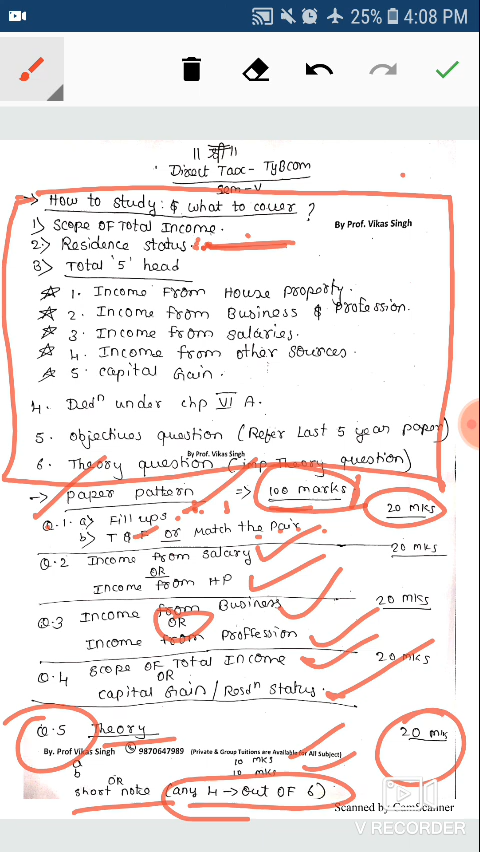 25% 4:08 PM
|| श्री ||
Direct Tax - TyBcom
Sem-V
→ How to study: & what to cover ?
1) Scope of Total Income.
By Prof. Vikas Singh
2) Residence status.
3) Total '5' head
☆ 1. Income From House property.
☆ 2. Income from Business & Profession.
☆ 3. Income from salaries.
☆ 4. Income from other sources.
☆ 5. Capital Gain.
4. Dedn under chp VI A.
5. Objectives question (Refer Last 5 year paper)
By Prof. Vikas Singh
6. Theory question (imp Theory question)
→ paper pattern ⇒ 100 marks
Q.1 a) Fill ups. 20 mks
b) T & F or Match the pair
Q.2 Income from salary 20 mks
OR
Income from HP
Q.3 Income from Business 20 mks
OR
Income from Proffession
Q.4 Scope of Total Income 20 mks
OR
Capital Gain / Resdn status.
Q.5 Theory 20 mk
By. Prof Vikas Singh 9870647989 (Private & Group Tuitions are Available for All Subject)
a 10 mks
b 10 mks
OR
short note (any 4 → out of 6)
Scanned by CamScanner
V RECORDER